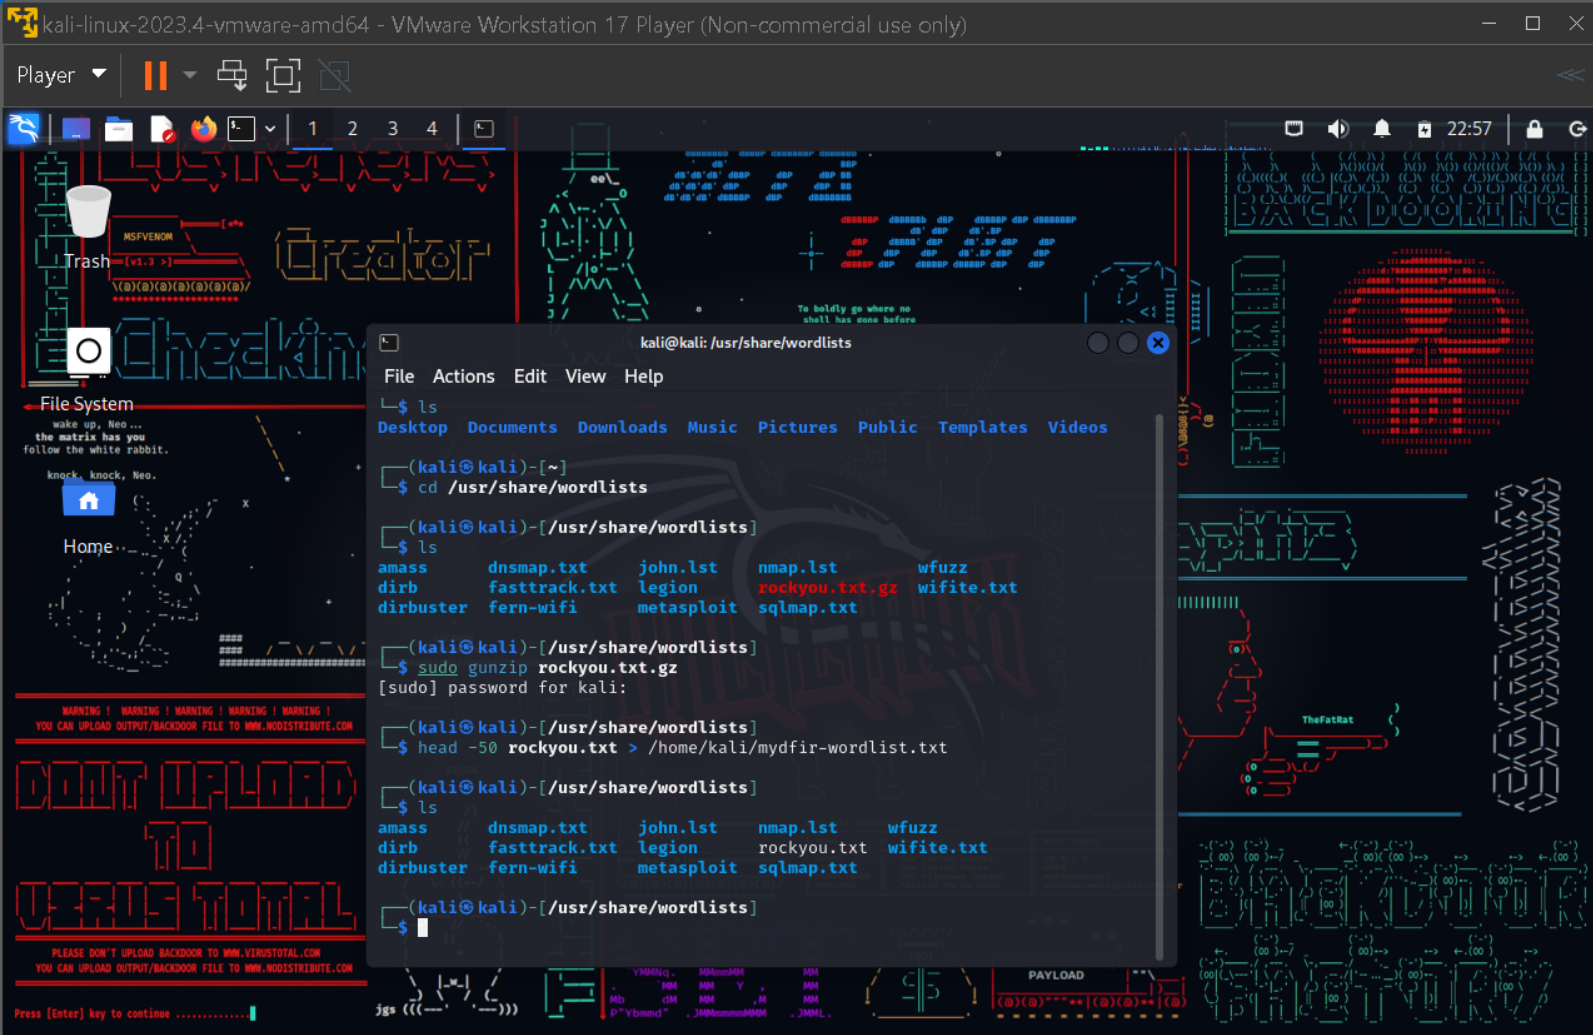 kali-linux-2023.4-vmware-amd64 - VMware Workstation 17 Player (Non-commercial use only)
Player
1 2 3 4
22:57
MSFVENOM
[v1.3 >]
Creator
Trash
Checkin
To boldly go where no
shell has gone before
BACKDOORING
File System
wake up, Neo...
the matrix has you
follow the white rabbit.
knock, knock, Neo.
Home
kali@kali: /usr/share/wordlists
File Actions Edit View Help
└─$ ls
Desktop Documents Downloads Music Pictures Public Templates Videos
┌──(kali㉿kali)-[~]
└─$ cd /usr/share/wordlists
┌──(kali㉿kali)-[/usr/share/wordlists]
└─$ ls
amass dnsmap.txt john.lst nmap.lst wfuzz
dirb fasttrack.txt legion rockyou.txt.gz wifite.txt
dirbuster fern-wifi metasploit sqlmap.txt
┌──(kali㉿kali)-[/usr/share/wordlists]
└─$ sudo gunzip rockyou.txt.gz
[sudo] password for kali:
┌──(kali㉿kali)-[/usr/share/wordlists]
└─$ head -50 rockyou.txt > /home/kali/mydfir-wordlist.txt
┌──(kali㉿kali)-[/usr/share/wordlists]
└─$ ls
amass dnsmap.txt john.lst nmap.lst wfuzz
dirb fasttrack.txt legion rockyou.txt wifite.txt
dirbuster fern-wifi metasploit sqlmap.txt
┌──(kali㉿kali)-[/usr/share/wordlists]
└─$
WARNING ! WARNING ! WARNING ! WARNING ! WARNING !
YOU CAN UPLOAD OUTPUT/BACKDOOR FILE TO WWW.NODISTRIBUTE.COM
DONT UPLOAD
TO
VIRUS TOTAL
PLEASE DON'T UPLOAD BACKDOOR TO WWW.VIRUSTOTAL.COM
YOU CAN UPLOAD OUTPUT/BACKDOOR FILE TO WWW.NODISTRIBUTE.COM
Press [Enter] key to continue ..............
TheFatRat
BACKDOOR
FACTORY
jgs
PAYLOAD